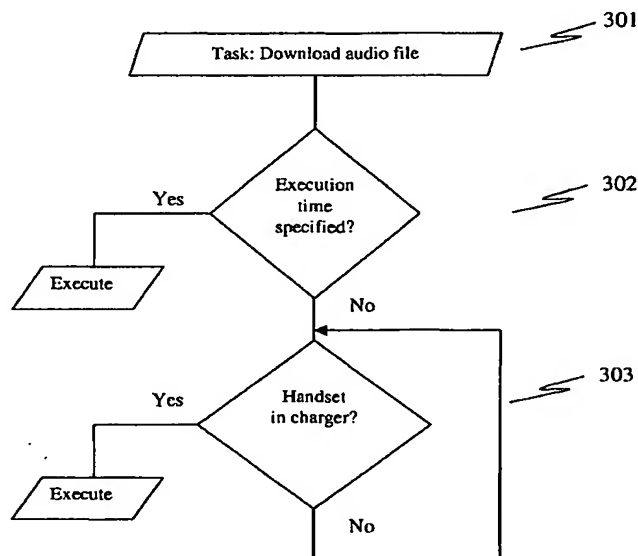 301
Task: Download audio file
302
Execution
time
specified?
Yes
Execute
No
303
Handset
in charger?
Yes
Execute
No